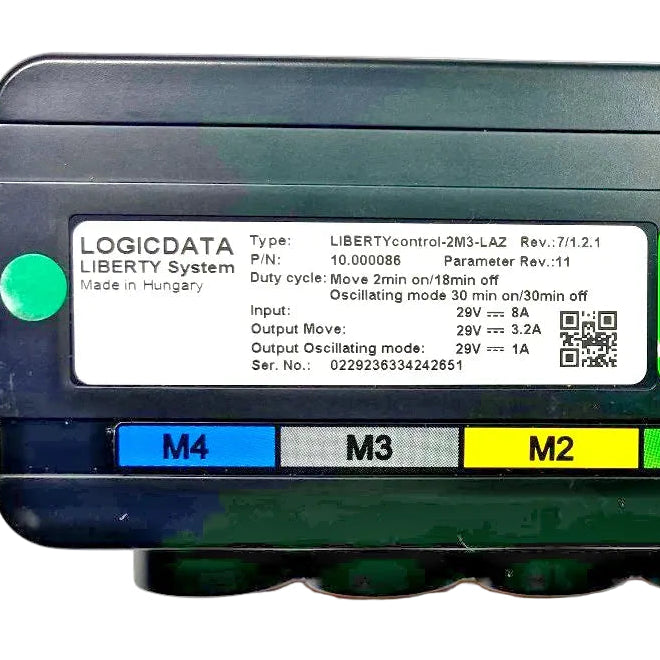 LOGICDATA
LIBERTY System
Made in Hungary
Type: LIBERTYcontrol-2M3-LAZ Rev.:7/1.2.1
P/N: 10.000086 Parameter Rev.:11
Duty cycle: Move 2min on/18min off
Oscillating mode 30 min on/30min off
Input: 29V ⎓ 8A
Output Move: 29V ⎓ 3.2A
Output Oscillating mode: 29V ⎓ 1A
Ser. No.: 0229236334242651
M4 M3 M2